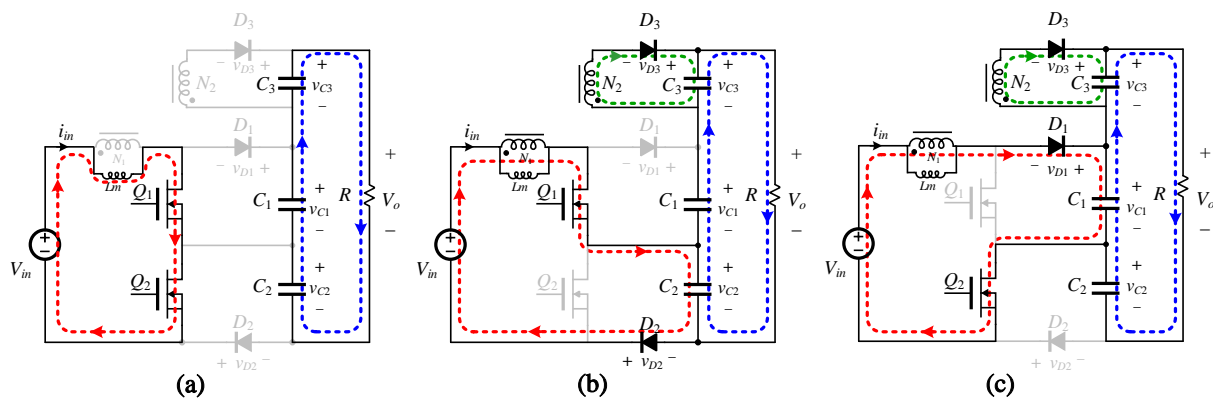 D3
− vD3 +
N2
C3
+
vC3
−
iin
N1
Lm
D1
− vD1 +
Q1
C1
+
vC1
−
R
+
Vo
−
+
−
Vin
Q2
C2
+
vC2
−
D2
+ vD2 −
(a)
D3
− vD3 +
N2
C3
+
vC3
−
iin
N1
Lm
D1
− vD1 +
Q1
C1
+
vC1
−
R
+
Vo
−
+
−
Vin
Q2
C2
+
vC2
−
D2
+ vD2 −
(b)
D3
− vD3 +
N2
C3
+
vC3
−
iin
N1
Lm
D1
− vD1 +
Q1
C1
+
vC1
−
R
+
Vo
−
+
−
Vin
Q2
C2
+
vC2
−
D2
+ vD2 −
(c)